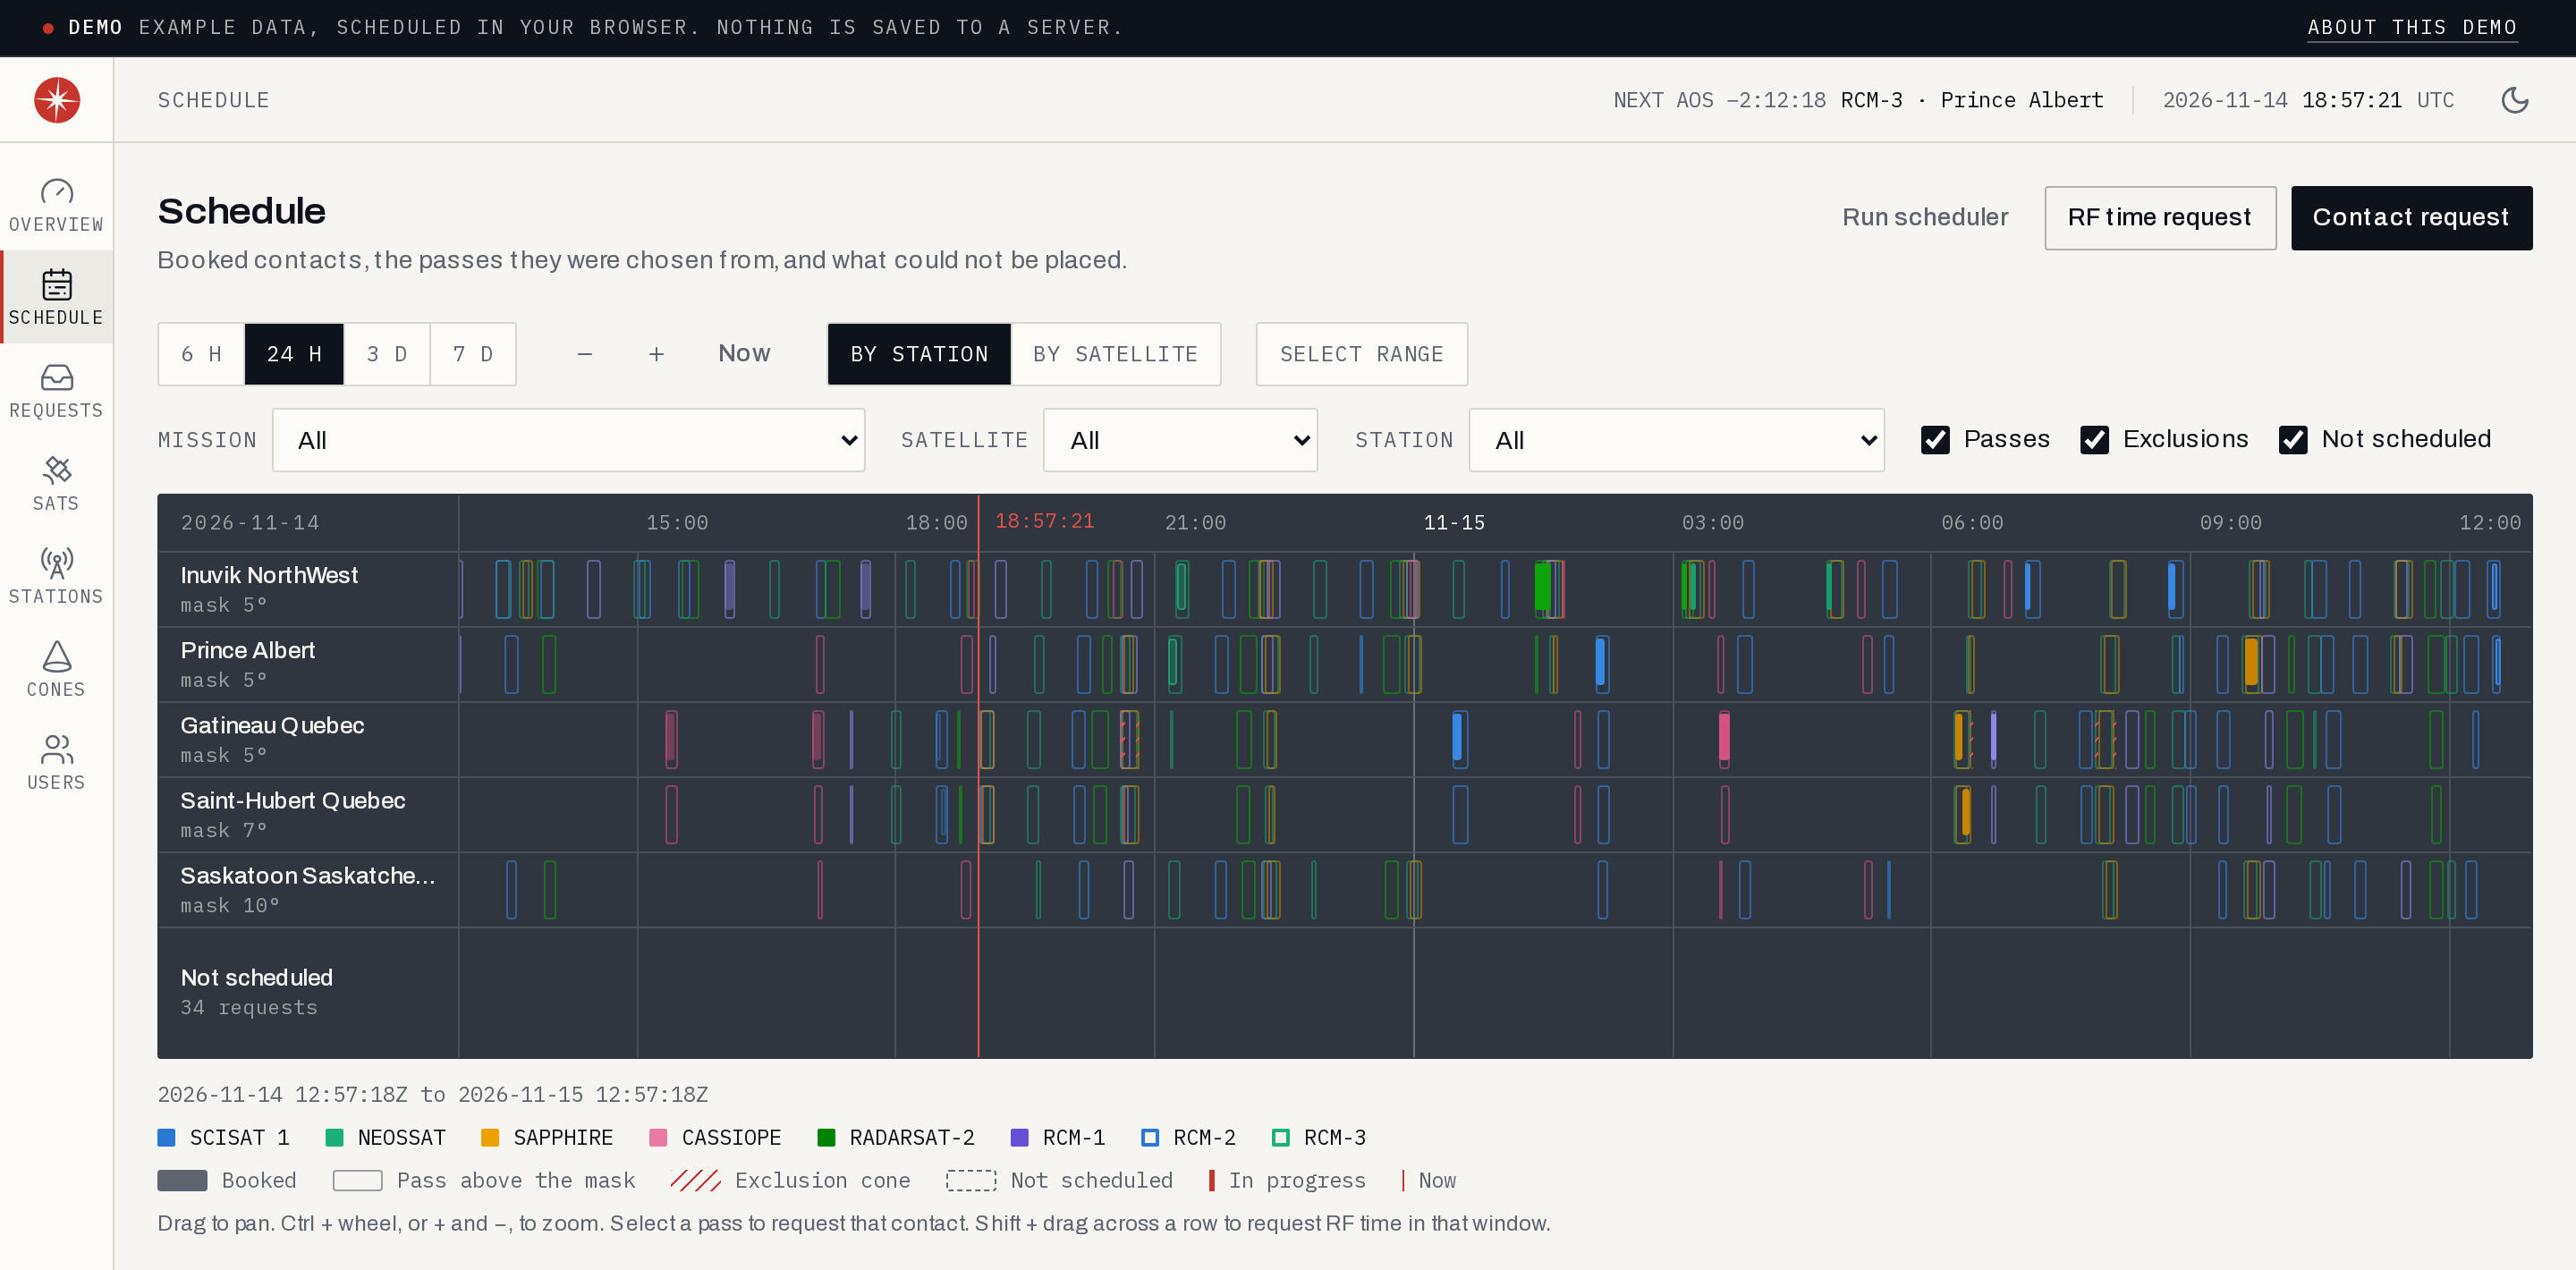 DEMO EXAMPLE DATA, SCHEDULED IN YOUR BROWSER. NOTHING IS SAVED TO A SERVER.
ABOUT THIS DEMO
SCHEDULE
NEXT AOS −2:12:18 RCM-3 · Prince Albert
2026-11-14 18:57:21 UTC
OVERVIEW
SCHEDULE
REQUESTS
SATS
STATIONS
CONES
USERS
Schedule
Booked contacts, the passes they were chosen from, and what could not be placed.
Run scheduler
RF time request
Contact request
6 H 24 H 3 D 7 D
− + Now
BY STATION BY SATELLITE
SELECT RANGE
MISSION All
SATELLITE All
STATION All
Passes
Exclusions
Not scheduled
2026-11-14 15:00 18:00 18:57:21 21:00 11-15 03:00 06:00 09:00 12:00
Inuvik NorthWest
mask 5°
Prince Albert
mask 5°
Gatineau Quebec
mask 5°
Saint-Hubert Quebec
mask 7°
Saskatoon Saskatche...
mask 10°
Not scheduled
34 requests
2026-11-14 12:57:18Z to 2026-11-15 12:57:18Z
SCISAT 1 NEOSSAT SAPPHIRE CASSIOPE RADARSAT-2 RCM-1 RCM-2 RCM-3
Booked Pass above the mask Exclusion cone Not scheduled In progress Now
Drag to pan. Ctrl + wheel, or + and −, to zoom. Select a pass to request that contact. Shift + drag across a row to request RF time in that window.